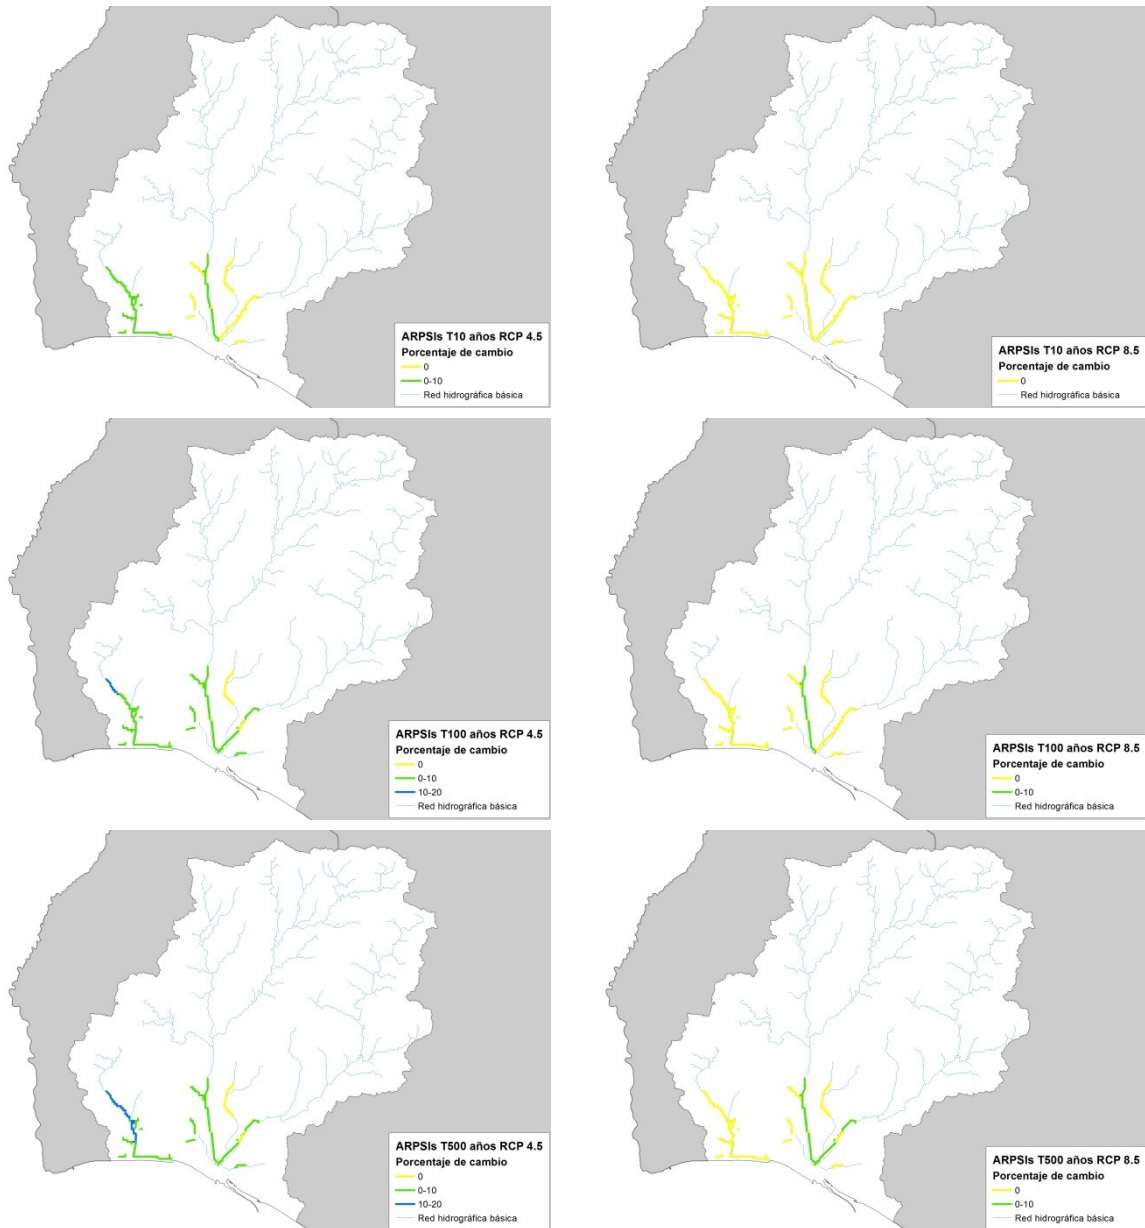 ARPSIs T10 años RCP 4.5
Porcentaje de cambio
0
0-10
Red hidrográfica básica
ARPSIs T10 años RCP 8.5
Porcentaje de cambio
0
Red hidrográfica básica
ARPSIs T100 años RCP 4.5
Porcentaje de cambio
0
0-10
10-20
Red hidrográfica básica
ARPSIs T100 años RCP 8.5
Porcentaje de cambio
0
0-10
Red hidrográfica básica
ARPSIs T500 años RCP 4.5
Porcentaje de cambio
0
0-10
10-20
Red hidrográfica básica
ARPSIs T500 años RCP 8.5
Porcentaje de cambio
0
0-10
Red hidrográfica básica